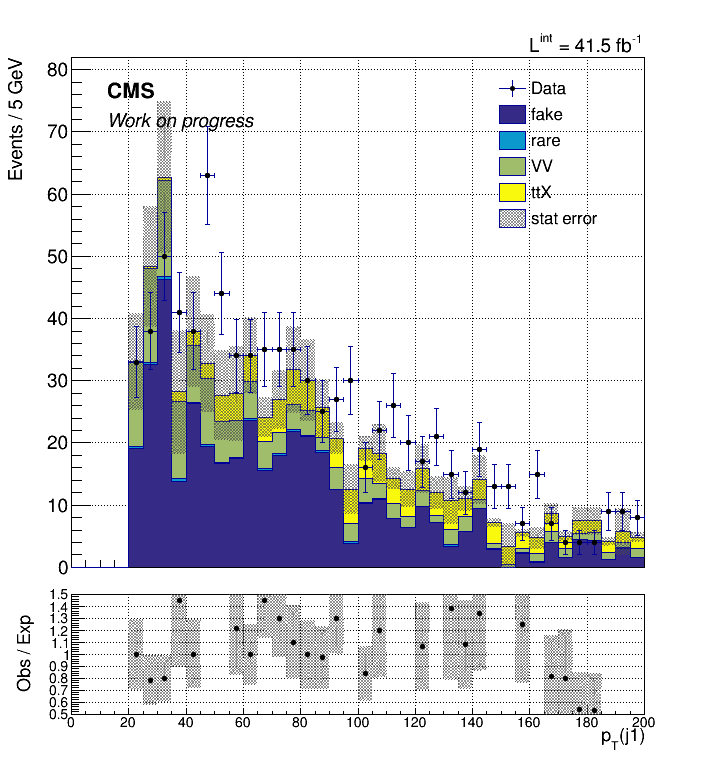 L^int = 41.5 fb^-1
Events / 5 GeV
80
70
60
50
40
30
20
10
0
CMS
Work on progress
Data
fake
rare
VV
ttX
stat error
Obs / Exp
1.5
1.4
1.3
1.2
1.1
1
0.9
0.8
0.7
0.6
0.5
0 20 40 60 80 100 120 140 160 180 200
p_T(j1)